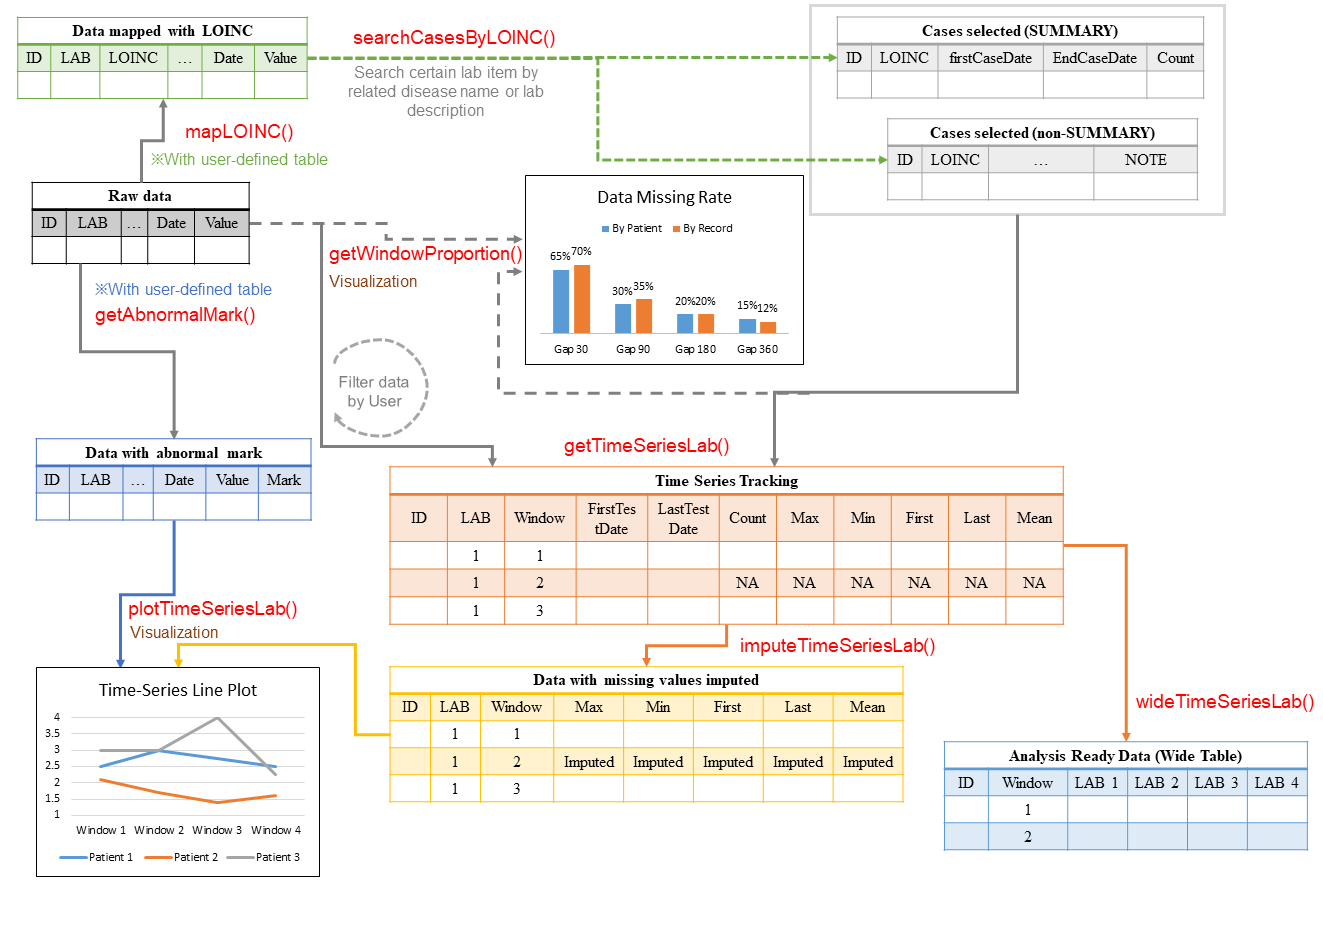 Data mapped with LOINC
ID LAB LOINC … Date Value
searchCasesByLOINC()
Search certain lab item by
related disease name or lab
description
Cases selected (SUMMARY)
ID LOINC firstCaseDate EndCaseDate Count
Cases selected (non-SUMMARY)
ID LOINC … NOTE
mapLOINC()
※With user-defined table
Raw data
ID LAB … Date Value
getWindowProportion()
Visualization
Data Missing Rate
By Patient By Record
65% 70%
30% 35%
20% 20%
15% 12%
Gap 30 Gap 90 Gap 180 Gap 360
※With user-defined table
getAbnormalMark()
Filter data
by User
Data with abnormal mark
ID LAB … Date Value Mark
getTimeSeriesLab()
Time Series Tracking
ID LAB Window FirstTes
tDate LastTest
Date Count Max Min First Last Mean
1 1
1 2 NA NA NA NA NA NA
1 3
plotTimeSeriesLab()
Visualization
imputeTimeSeriesLab()
Data with missing values imputed
ID LAB Window Max Min First Last Mean
1 1
1 2 Imputed Imputed Imputed Imputed Imputed
1 3
wideTimeSeriesLab()
Analysis Ready Data (Wide Table)
ID Window LAB 1 LAB 2 LAB 3 LAB 4
1
2
Time-Series Line Plot
4
3.5
3
2.5
2
1.5
1
Window 1 Window 2 Window 3 Window 4
Patient 1 Patient 2 Patient 3